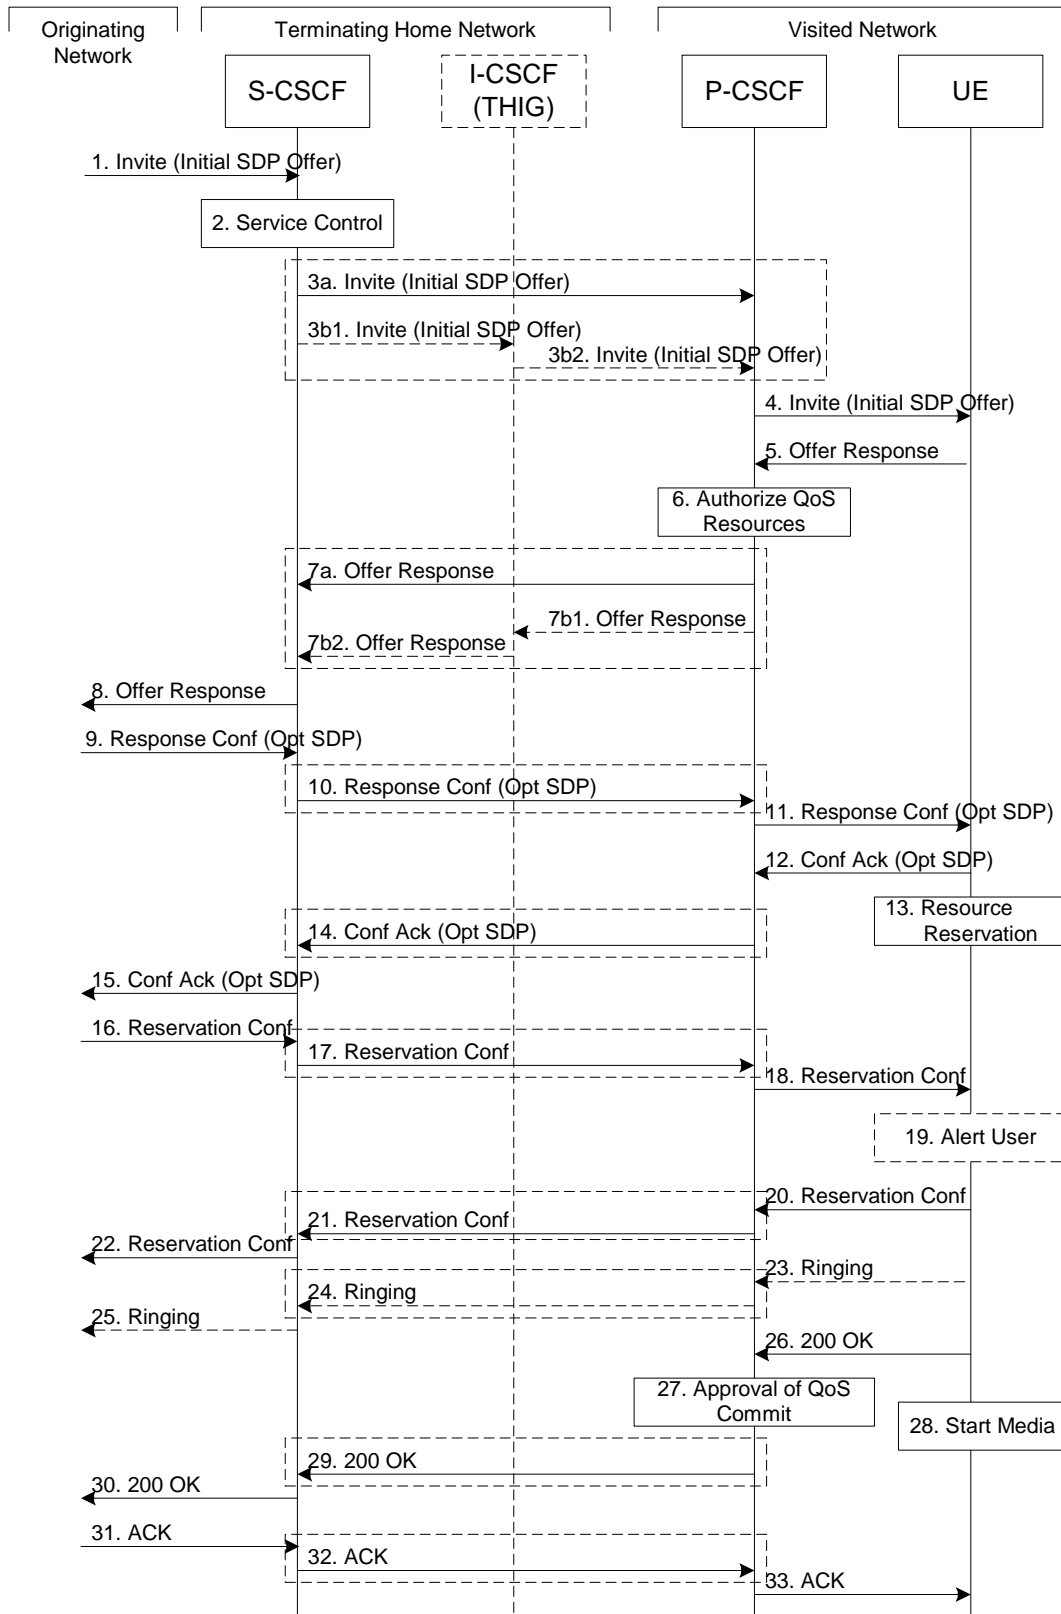 Originating
Network
Terminating Home Network
Visited Network
S-CSCF
I-CSCF
(THIG)
P-CSCF
UE
1. Invite (Initial SDP Offer)
2. Service Control
3a. Invite (Initial SDP Offer)
3b1. Invite (Initial SDP Offer)
3b2. Invite (Initial SDP Offer)
4. Invite (Initial SDP Offer)
5. Offer Response
6. Authorize QoS
Resources
7a. Offer Response
7b1. Offer Response
7b2. Offer Response
8. Offer Response
9. Response Conf (Opt SDP)
10. Response Conf (Opt SDP)
11. Response Conf (Opt SDP)
12. Conf Ack (Opt SDP)
13. Resource
Reservation
14. Conf Ack (Opt SDP)
15. Conf Ack (Opt SDP)
16. Reservation Conf
17. Reservation Conf
18. Reservation Conf
19. Alert User
20. Reservation Conf
21. Reservation Conf
22. Reservation Conf
23. Ringing
24. Ringing
25. Ringing
26. 200 OK
27. Approval of QoS
Commit
28. Start Media
29. 200 OK
30. 200 OK
31. ACK
32. ACK
33. ACK